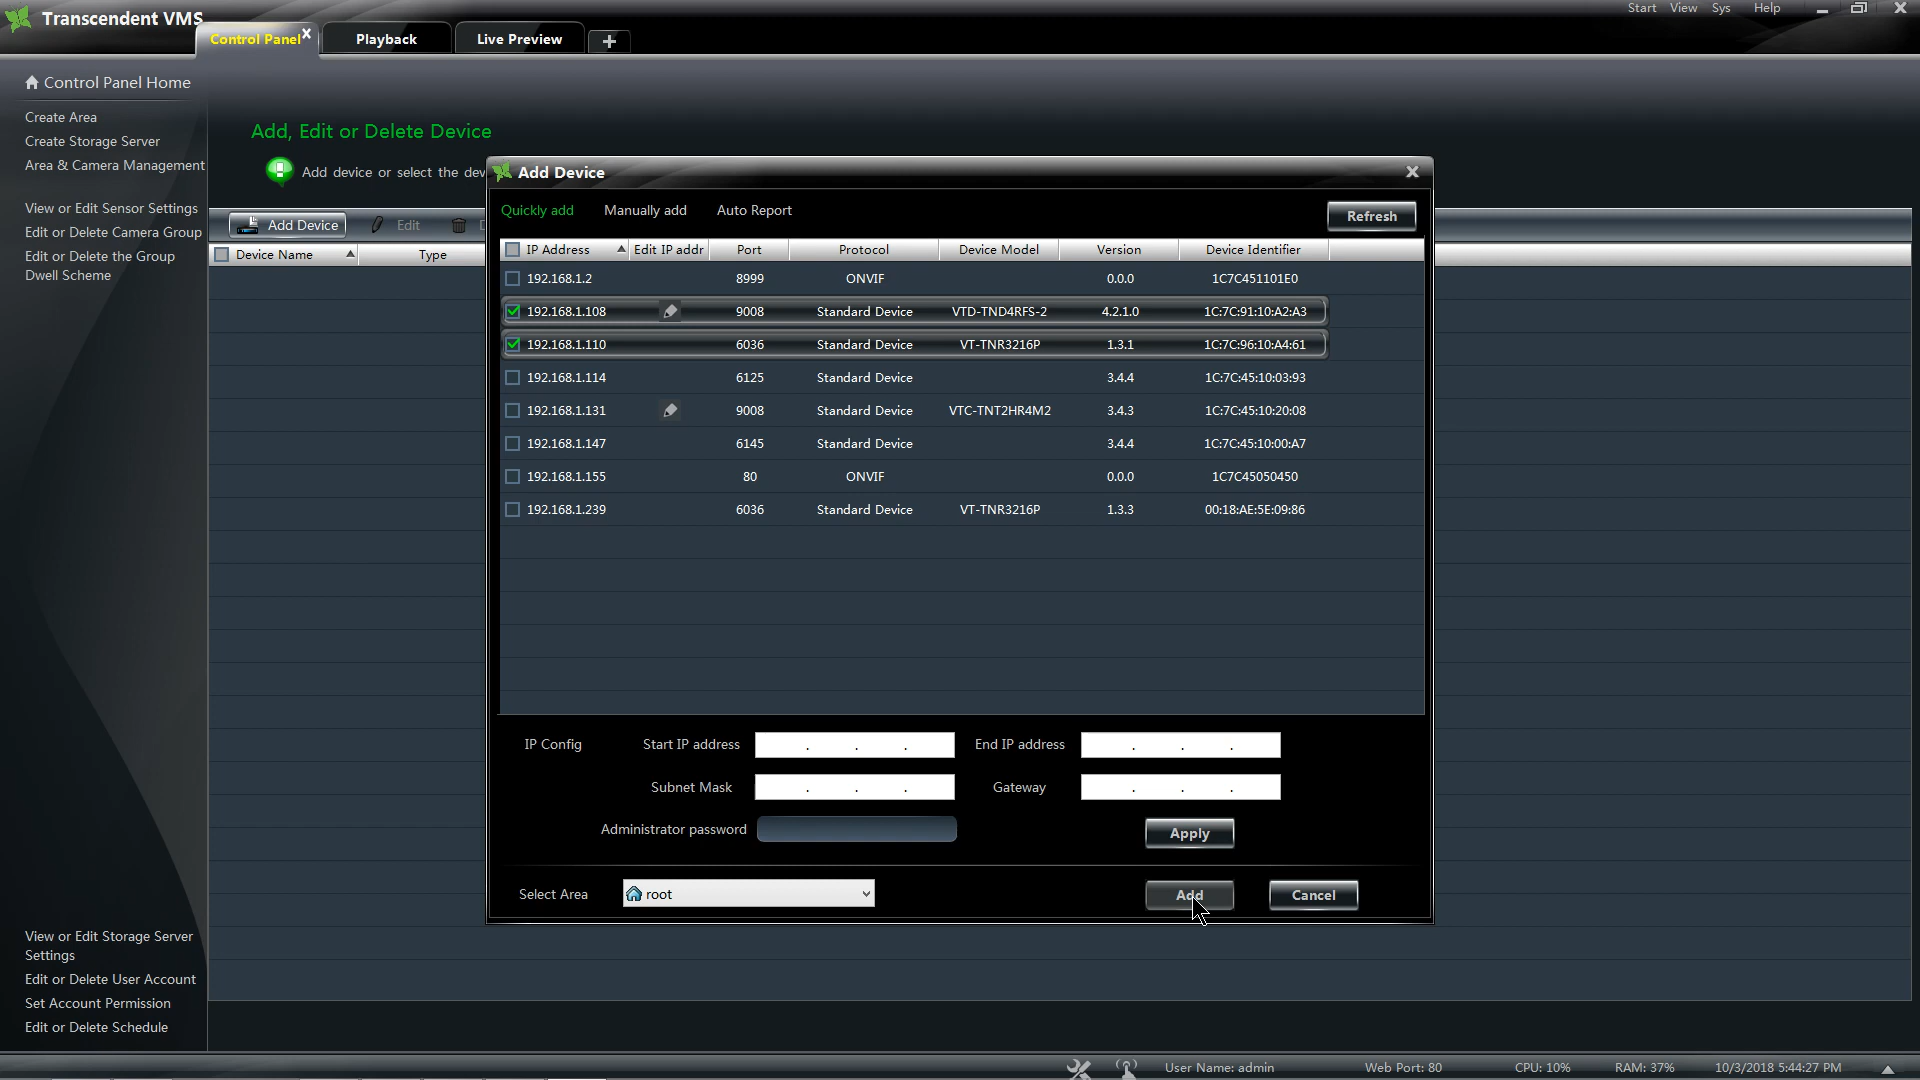 Transcendent VMS
Start View Sys Help
Control Panel
Playback
Live Preview
Control Panel Home
Create Area
Create Storage Server
Area & Camera Management
View or Edit Sensor Settings
Edit or Delete Camera Group
Edit or Delete the Group
Dwell Scheme
View or Edit Storage Server
Settings
Edit or Delete User Account
Set Account Permission
Edit or Delete Schedule
Add, Edit or Delete Device
Add device or select the dev
Add Device Edit D
Device Name Type
Add Device
Quickly add Manually add Auto Report
Refresh
IP Address Edit IP addr Port Protocol Device Model Version Device Identifier
192.168.1.2 8999 ONVIF 0.0.0 1C7C451101E0
192.168.1.108 9008 Standard Device VTD-TND4RFS-2 4.2.1.0 1C:7C:91:10:A2:A3
192.168.1.110 6036 Standard Device VT-TNR3216P 1.3.1 1C:7C:96:10:A4:61
192.168.1.114 6125 Standard Device 3.4.4 1C:7C:45:10:03:93
192.168.1.131 9008 Standard Device VTC-TNT2HR4M2 3.4.3 1C:7C:45:10:20:08
192.168.1.147 6145 Standard Device 3.4.4 1C:7C:45:10:00:A7
192.168.1.155 80 ONVIF 0.0.0 1C7C45050450
192.168.1.239 6036 Standard Device VT-TNR3216P 1.3.3 00:18:AE:5E:09:86
IP Config Start IP address . . . End IP address . . .
Subnet Mask . . . Gateway . . .
Administrator password
Apply
Select Area root
Add
Cancel
User Name: admin Web Port: 80 CPU: 10% RAM: 37% 10/3/2018 5:44:27 PM